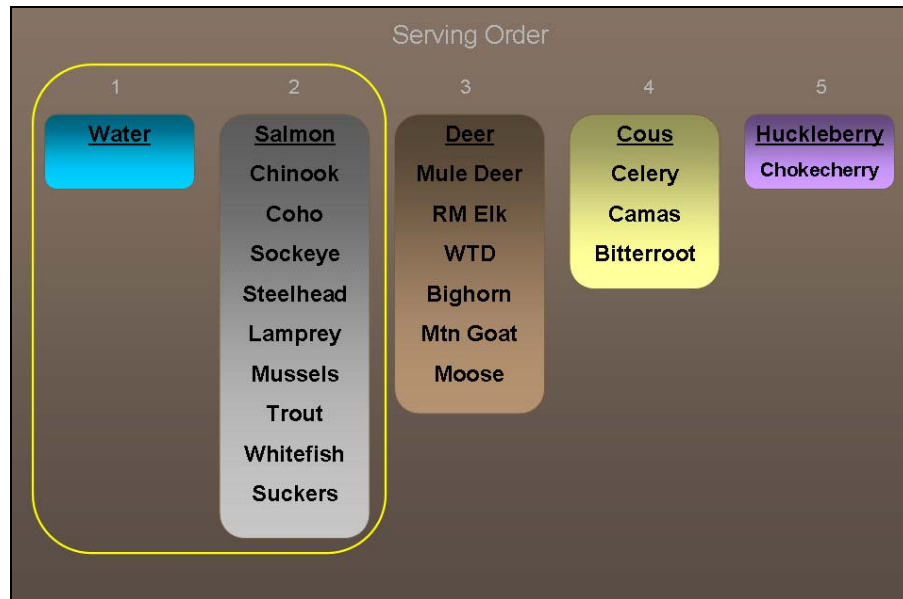 Serving Order
1 2 3 4 5
Water
Salmon
Chinook
Coho
Sockeye
Steelhead
Lamprey
Mussels
Trout
Whitefish
Suckers
Deer
Mule Deer
RM Elk
WTD
Bighorn
Mtn Goat
Moose
Cous
Celery
Camas
Bitterroot
Huckleberry
Chokecherry